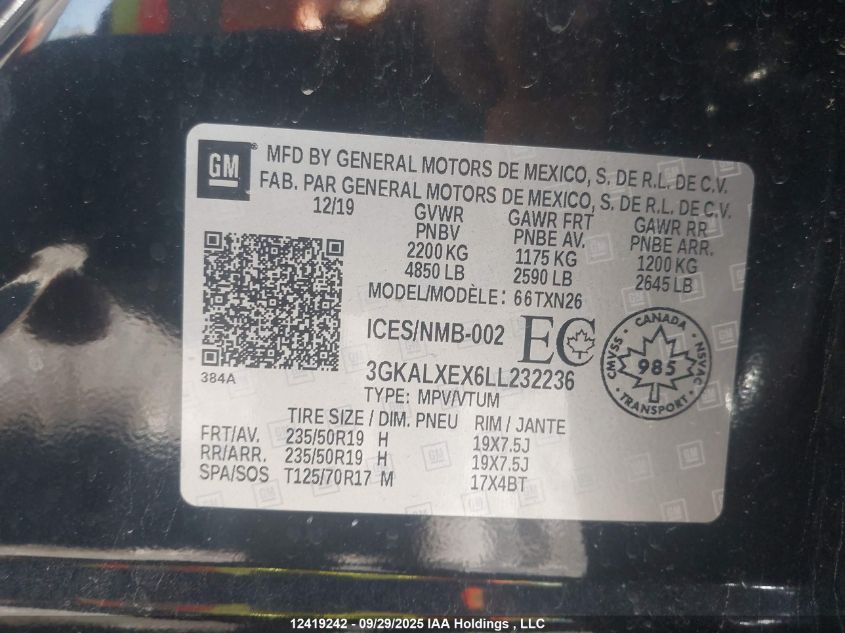 GM
MFD BY GENERAL MOTORS DE MEXICO, S. DE R.L. DE C.V.
FAB. PAR GENERAL MOTORS DE MEXICO, S. DE R.L. DE C.V.
12/19 GVWR GAWR FRT GAWR RR
PNBV PNBE AV. PNBE ARR.
2200 KG 1175 KG 1200 KG
4850 LB 2590 LB 2645 LB
MODEL/MODÈLE: 66TXN26
ICES/NMB-002 EC
CANADA
CMVSS 985 NSVAC
TRANSPORT
3GKALXEX6LL232236
384A
TYPE: MPV/VTUM
TIRE SIZE / DIM. PNEU RIM / JANTE
FRT/AV. 235/50R19 H 19X7.5J
RR/ARR. 235/50R19 H 19X7.5J
SPA/SOS T125/70R17 M 17X4BT
12419242 - 09/29/2025 IAA Holdings , LLC